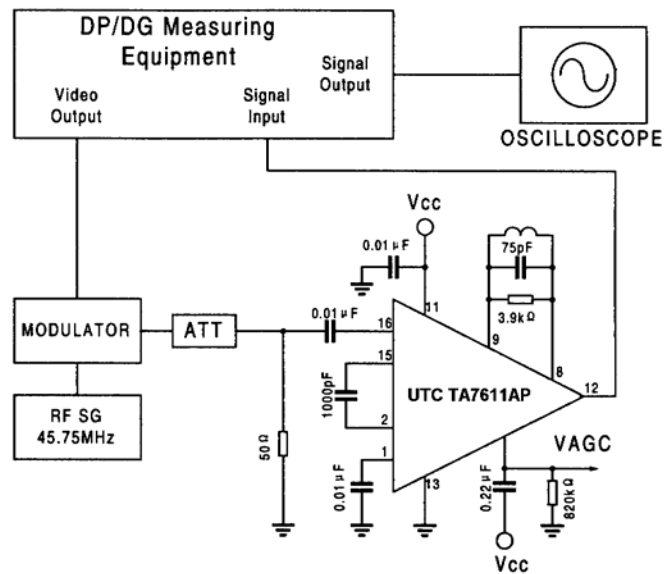 DP/DG Measuring
Equipment
Signal
Output
Video
Output
Signal
Input
OSCILLOSCOPE
Vcc
0.01μF
75pF
3.9kΩ
MODULATOR
ATT
0.01μF
11
16
9
15
8
1000pF
UTC TA7611AP
12
RF SG
45.75MHz
2
50Ω
1
VAGC
0.01μF
13
0.22μF
820kΩ
Vcc